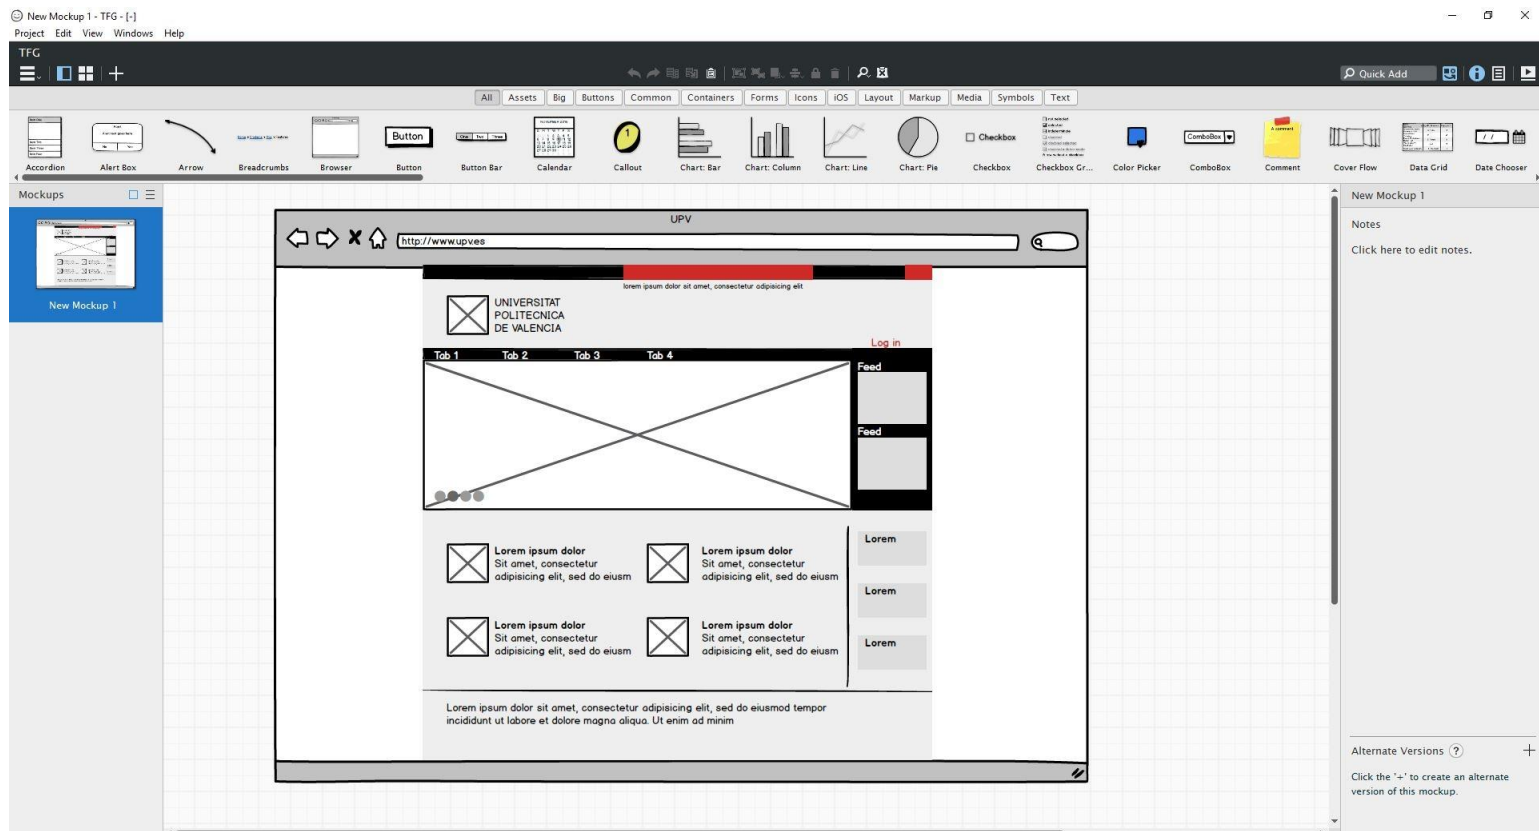 New Mockup 1 - TFG - [-]
Project Edit View Windows Help
TFG
Quick Add
All Assets Big Buttons Common Containers Forms Icons iOS Layout Markup Media Symbols Text
Button
One Two Three
1
Checkbox
ComboBox
A comment
/ /
Accordion Alert Box Arrow Breadcrumbs Browser Button Button Bar Calendar Callout Chart: Bar Chart: Column Chart: Line Chart: Pie Checkbox Checkbox Gr... Color Picker ComboBox Comment Cover Flow Data Grid Date Chooser
Mockups
New Mockup 1
UPV
http://www.upv.es
lorem ipsum dolor sit amet, consectetur adipisicing elit
UNIVERSITAT
POLITECNICA
DE VALENCIA
Log in
Tab 1 Tab 2 Tab 3 Tab 4
Feed
Feed
Lorem ipsum dolor
Sit amet, consectetur
adipisicing elit, sed do eiusm
Lorem ipsum dolor
Sit amet, consectetur
adipisicing elit, sed do eiusm
Lorem
Lorem
Lorem ipsum dolor
Sit amet, consectetur
adipisicing elit, sed do eiusm
Lorem ipsum dolor
Sit amet, consectetur
adipisicing elit, sed do eiusm
Lorem
Lorem ipsum dolor sit amet, consectetur adipisicing elit, sed do eiusmod tempor
incididunt ut labore et dolore magna aliqua. Ut enim ad minim
New Mockup 1
Notes
Click here to edit notes.
Alternate Versions ?
Click the '+' to create an alternate
version of this mockup.